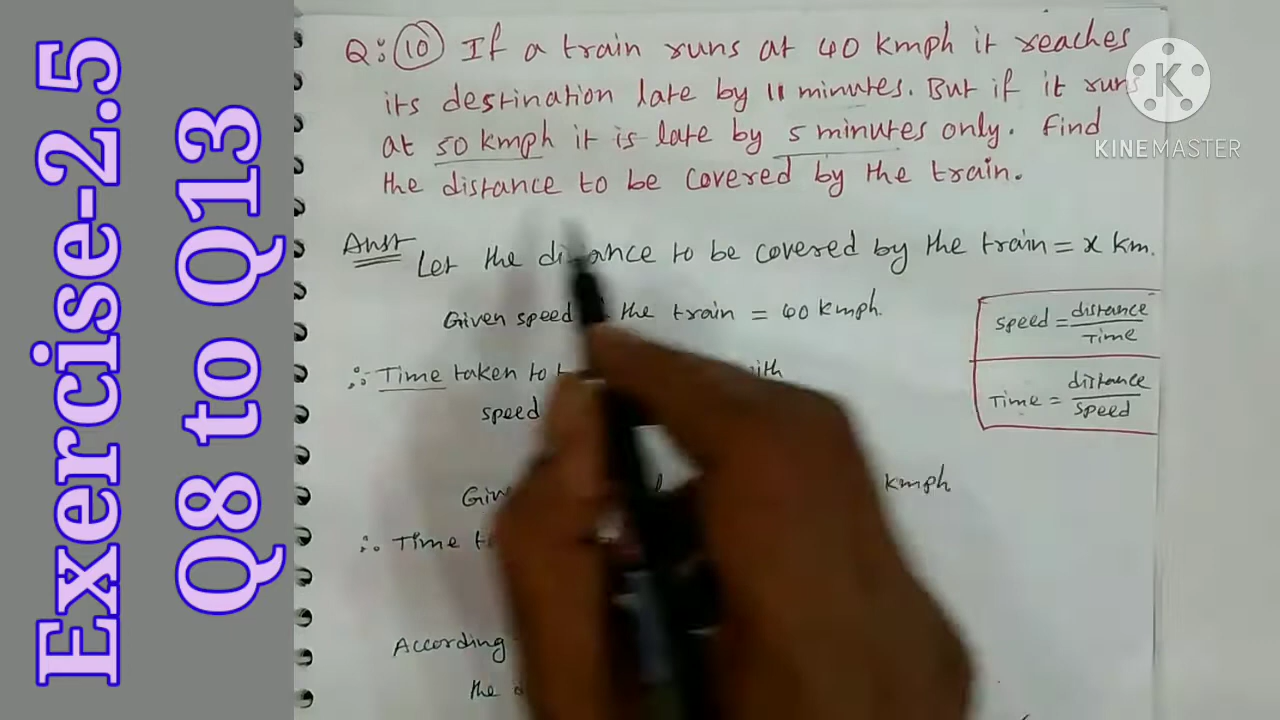 Exercise-2.5
Q8 to Q13
Q:10 If a train runs at 40 kmph it reaches
its destination late by 11 minutes. But if it runs
at 50 kmph it is late by 5 minutes only. Find
the distance to be covered by the train.
K
KINEMASTER
Ans:
Let the distance to be covered by the train = x km.
Given speed the train = 40 kmph.
speed = distance
Time
∴ Time taken to
Time = distance
speed
speed
kmph
∴ Time
According
the